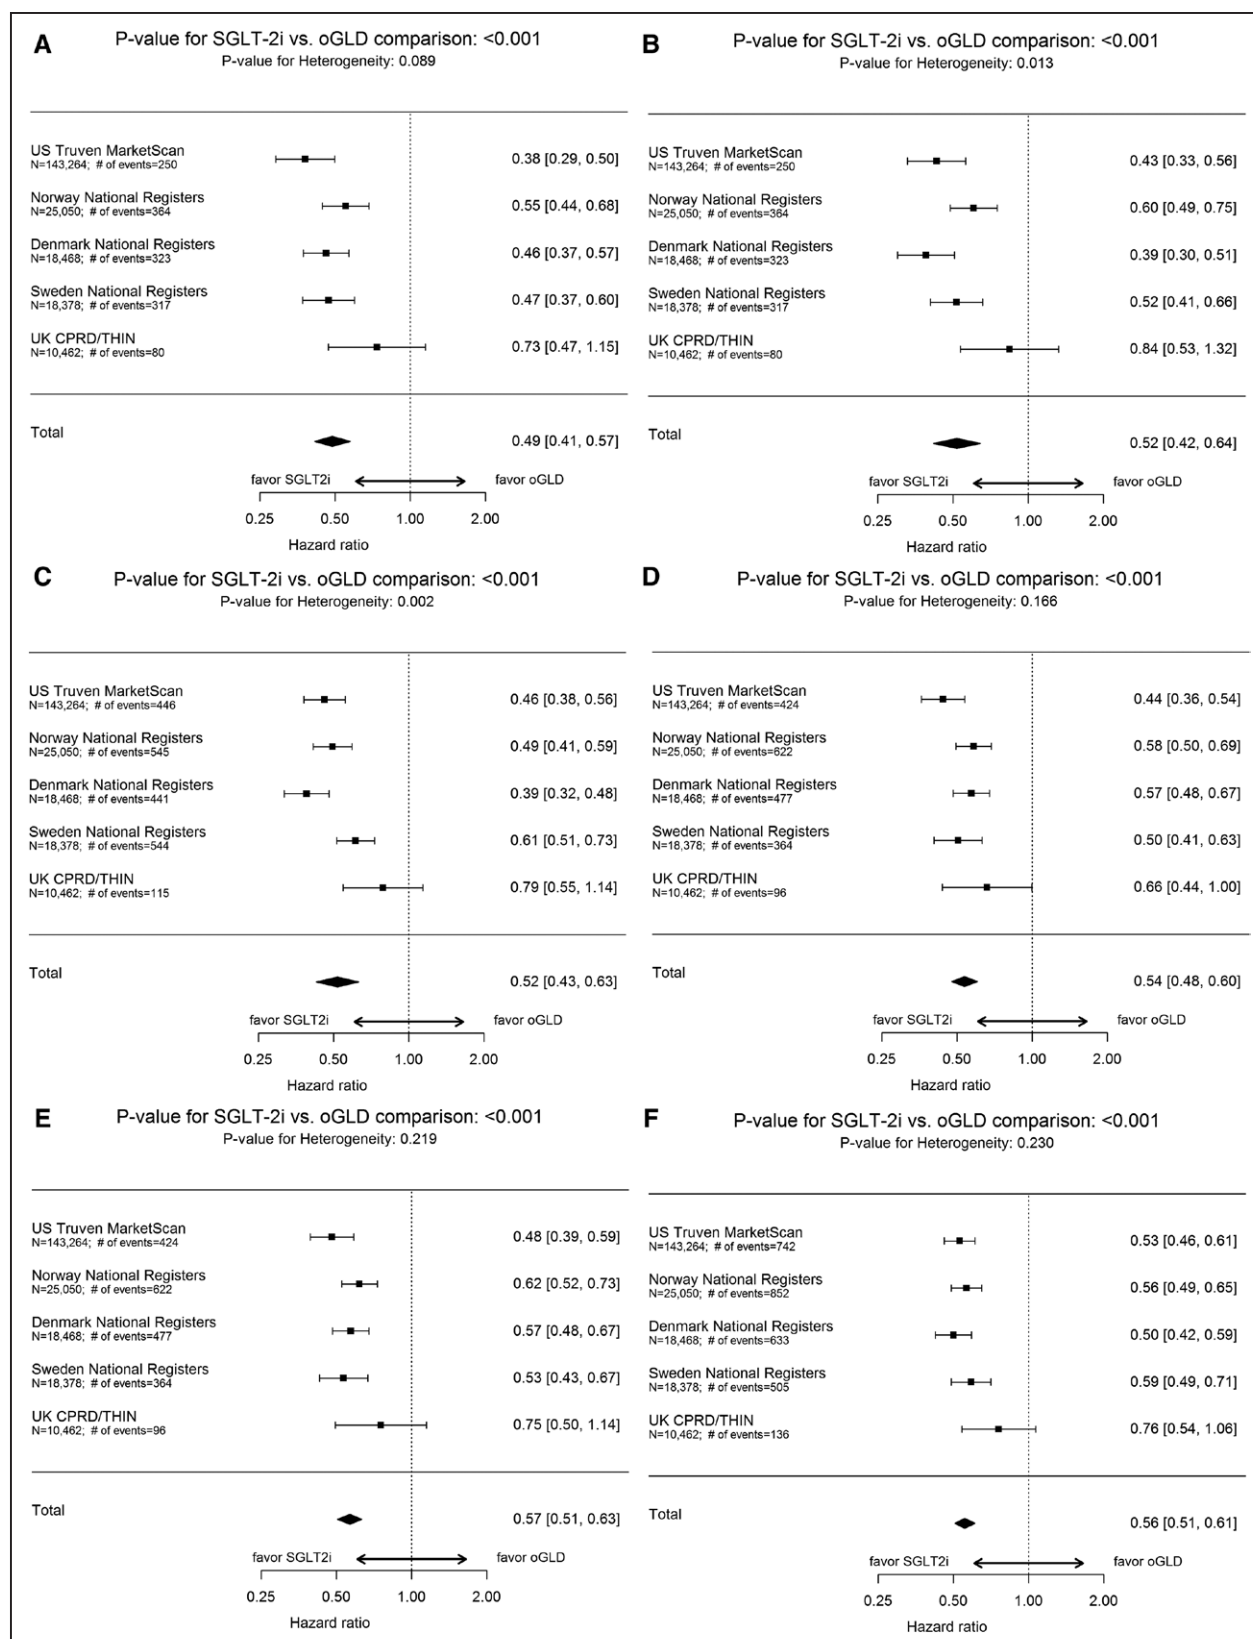 A
P-value for SGLT-2i vs. oGLD comparison: <0.001
P-value for Heterogeneity: 0.089
US Truven MarketScan
N=143,264; # of events=250
0.38 [0.29, 0.50]
Norway National Registers
N=25,050; # of events=364
0.55 [0.44, 0.68]
Denmark National Registers
N=18,468; # of events=323
0.46 [0.37, 0.57]
Sweden National Registers
N=18,378; # of events=317
0.47 [0.37, 0.60]
UK CPRD/THIN
N=10,462; # of events=80
0.73 [0.47, 1.15]
Total
0.49 [0.41, 0.57]
favor SGLT2i
favor oGLD
0.25 0.50 1.00 2.00
Hazard ratio
B
P-value for SGLT-2i vs. oGLD comparison: <0.001
P-value for Heterogeneity: 0.013
US Truven MarketScan
N=143,264; # of events=250
0.43 [0.33, 0.56]
Norway National Registers
N=25,050; # of events=364
0.60 [0.49, 0.75]
Denmark National Registers
N=18,468; # of events=323
0.39 [0.30, 0.51]
Sweden National Registers
N=18,378; # of events=317
0.52 [0.41, 0.66]
UK CPRD/THIN
N=10,462; # of events=80
0.84 [0.53, 1.32]
Total
0.52 [0.42, 0.64]
favor SGLT2i
favor oGLD
0.25 0.50 1.00 2.00
Hazard ratio
C
P-value for SGLT-2i vs. oGLD comparison: <0.001
P-value for Heterogeneity: 0.002
US Truven MarketScan
N=143,264; # of events=446
0.46 [0.38, 0.56]
Norway National Registers
N=25,050; # of events=545
0.49 [0.41, 0.59]
Denmark National Registers
N=18,468; # of events=441
0.39 [0.32, 0.48]
Sweden National Registers
N=18,378; # of events=544
0.61 [0.51, 0.73]
UK CPRD/THIN
N=10,462; # of events=115
0.79 [0.55, 1.14]
Total
0.52 [0.43, 0.63]
favor SGLT2i
favor oGLD
0.25 0.50 1.00 2.00
Hazard ratio
D
P-value for SGLT-2i vs. oGLD comparison: <0.001
P-value for Heterogeneity: 0.166
US Truven MarketScan
N=143,264; # of events=424
0.44 [0.36, 0.54]
Norway National Registers
N=25,050; # of events=622
0.58 [0.50, 0.69]
Denmark National Registers
N=18,468; # of events=477
0.57 [0.48, 0.67]
Sweden National Registers
N=18,378; # of events=364
0.50 [0.41, 0.63]
UK CPRD/THIN
N=10,462; # of events=96
0.66 [0.44, 1.00]
Total
0.54 [0.48, 0.60]
favor SGLT2i
favor oGLD
0.25 0.50 1.00 2.00
Hazard ratio
E
P-value for SGLT-2i vs. oGLD comparison: <0.001
P-value for Heterogeneity: 0.219
US Truven MarketScan
N=143,264; # of events=424
0.48 [0.39, 0.59]
Norway National Registers
N=25,050; # of events=622
0.62 [0.52, 0.73]
Denmark National Registers
N=18,468; # of events=477
0.57 [0.48, 0.67]
Sweden National Registers
N=18,378; # of events=364
0.53 [0.43, 0.67]
UK CPRD/THIN
N=10,462; # of events=96
0.75 [0.50, 1.14]
Total
0.57 [0.51, 0.63]
favor SGLT2i
favor oGLD
0.25 0.50 1.00 2.00
Hazard ratio
F
P-value for SGLT-2i vs. oGLD comparison: <0.001
P-value for Heterogeneity: 0.230
US Truven MarketScan
N=143,264; # of events=742
0.53 [0.46, 0.61]
Norway National Registers
N=25,050; # of events=852
0.56 [0.49, 0.65]
Denmark National Registers
N=18,468; # of events=633
0.50 [0.42, 0.59]
Sweden National Registers
N=18,378; # of events=505
0.59 [0.49, 0.71]
UK CPRD/THIN
N=10,462; # of events=136
0.76 [0.54, 1.06]
Total
0.56 [0.51, 0.61]
favor SGLT2i
favor oGLD
0.25 0.50 1.00 2.00
Hazard ratio